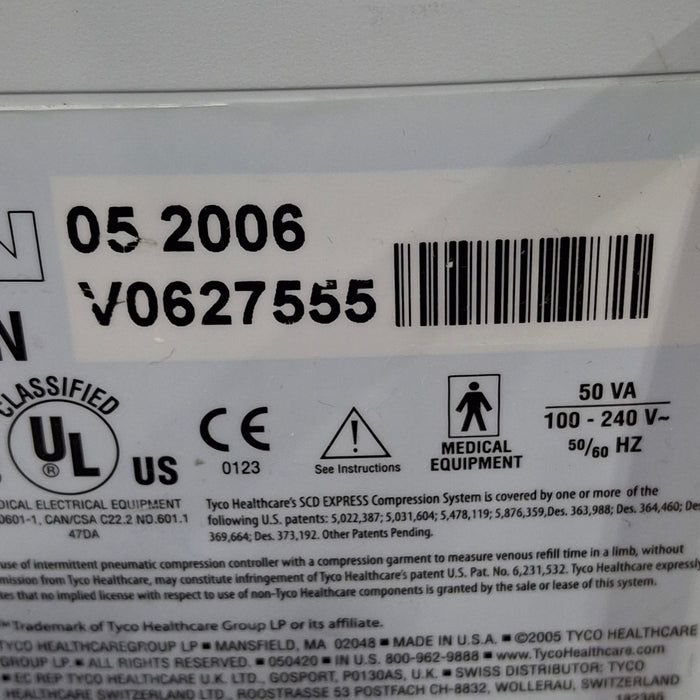 05 2006
V0627555
N
CLASSIFIED
UL
®
US
CE
0123
See Instructions
MEDICAL
EQUIPMENT
50 VA
100 - 240 V~
50/60 HZ
DICAL ELECTRICAL EQUIPMENT
0601-1, CAN/CSA C22.2 NO.601.1
47DA
Tyco Healthcare's SCD EXPRESS Compression System is covered by one or more of the
following U.S. patents: 5,022,387; 5,031,604; 5,478,119; 5,876,359,Des. 363,988; Des. 364,460; Des
369,664; Des. 373,192. Other Patents Pending.
use of intermittent pneumatic compression controller with a compression garment to measure venous refill time in a limb, without
mission from Tyco Healthcare, may constitute infringement of Tyco Healthcare's patent U.S. Pat. No. 6,231,532. Tyco Healthcare expressly
tes that no implied license with respect to use of non-Tyco Healthcare components is granted by the sale or lease of this system.
™Trademark of Tyco Healthcare Group LP or its affiliate.
TYCO HEALTHCAREGROUP LP ■ MANSFIELD, MA 02048 ■ MADE IN U.S.A. ■ ©2005 TYCO HEALTHCARE
GROUP LP. ■ ALL RIGHTS RESERVED. ■ 050420 ■ IN U.S. 800-962-9888 ■ www.TycoHealthcare.com
■ EC REP TYCO HEALTHCARE U.K. LTD., GOSPORT, PO130AS, U.K. ■ SWISS DISTRIBUTOR: TYCO
HEALTHCARE SWITZERLAND LTD., ROOSTRASSE 53 POSTFACH CH-8832, WOLLERAU, SWITZERLAND